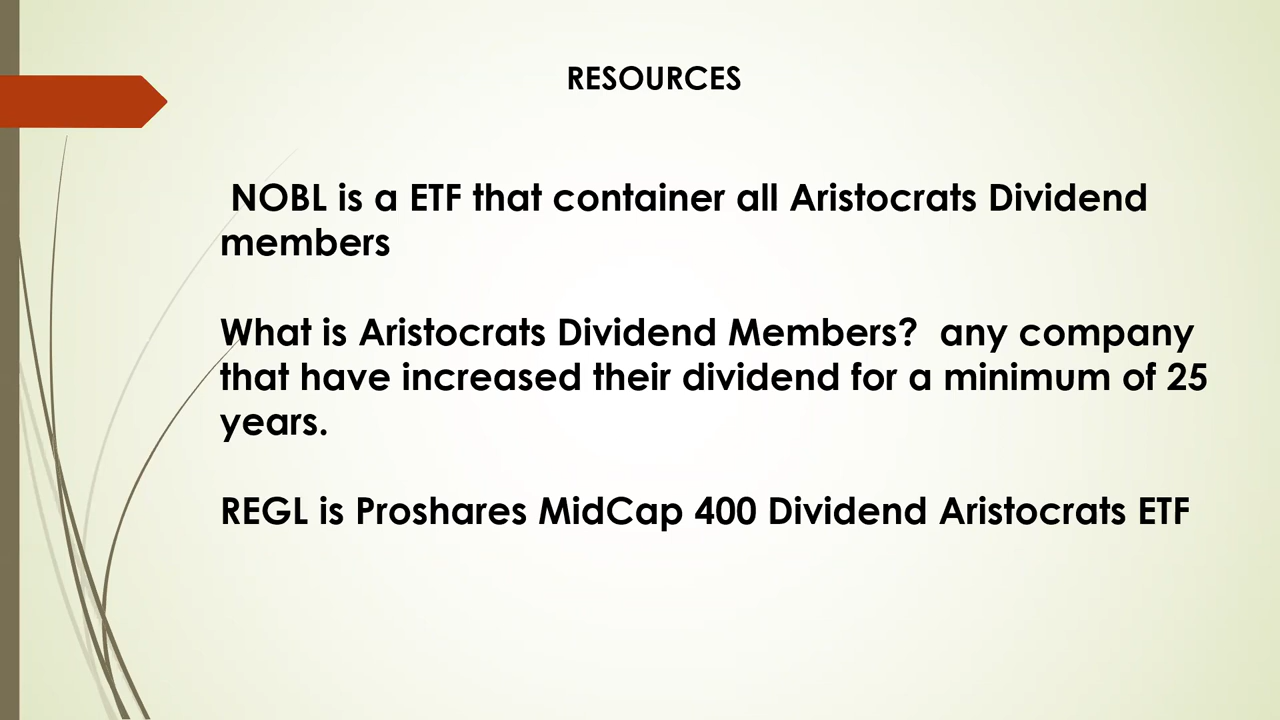 RESOURCES
NOBL is a ETF that container all Aristocrats Dividend
members
What is Aristocrats Dividend Members?  any company
that have increased their dividend for a minimum of 25
years.
REGL is Proshares MidCap 400 Dividend Aristocrats ETF